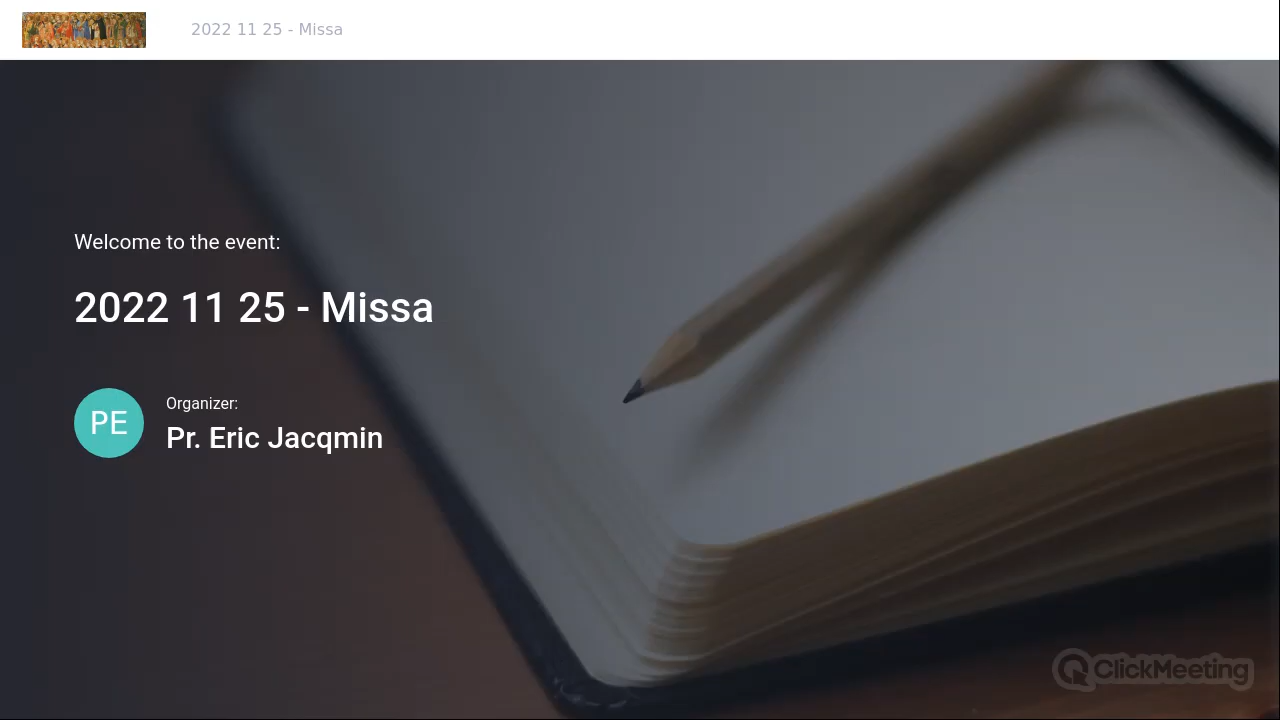 2022 11 25 - Missa
Welcome to the event:
2022 11 25 - Missa
PE
Organizer:
Pr. Eric Jacqmin
ClickMeeting